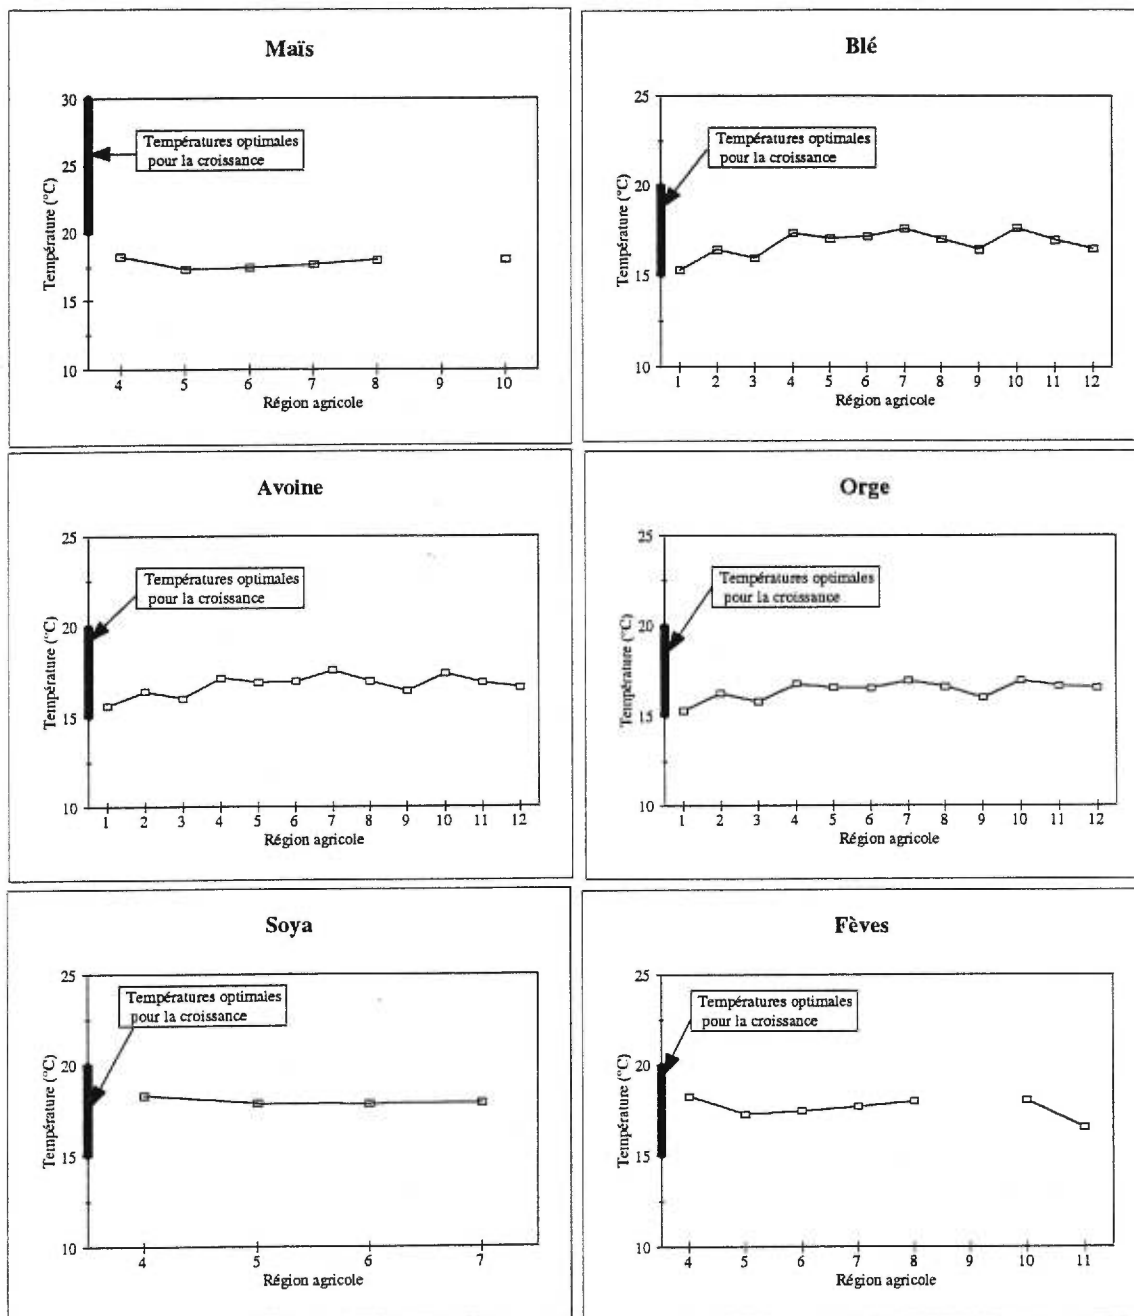 Maïs
30
25
20
15
10
Température (°C)
Températures optimales
pour la croissance
4 5 6 7 8 9 10
Région agricole
Blé
25
20
15
10
Température (°C)
Températures optimales
pour la croissance
1 2 3 4 5 6 7 8 9 10 11 12
Région agricole
Avoine
25
20
15
10
Température (°C)
Températures optimales
pour la croissance
1 2 3 4 5 6 7 8 9 10 11 12
Région agricole
Orge
25
20
15
10
Température (°C)
Températures optimales
pour la croissance
1 2 3 4 5 6 7 8 9 10 11 12
Région agricole
Soya
25
20
15
10
Température (°C)
Températures optimales
pour la croissance
4 5 6 7
Région agricole
Fèves
25
20
15
10
Température (°C)
Températures optimales
pour la croissance
4 5 6 7 8 9 10 11
Région agricole